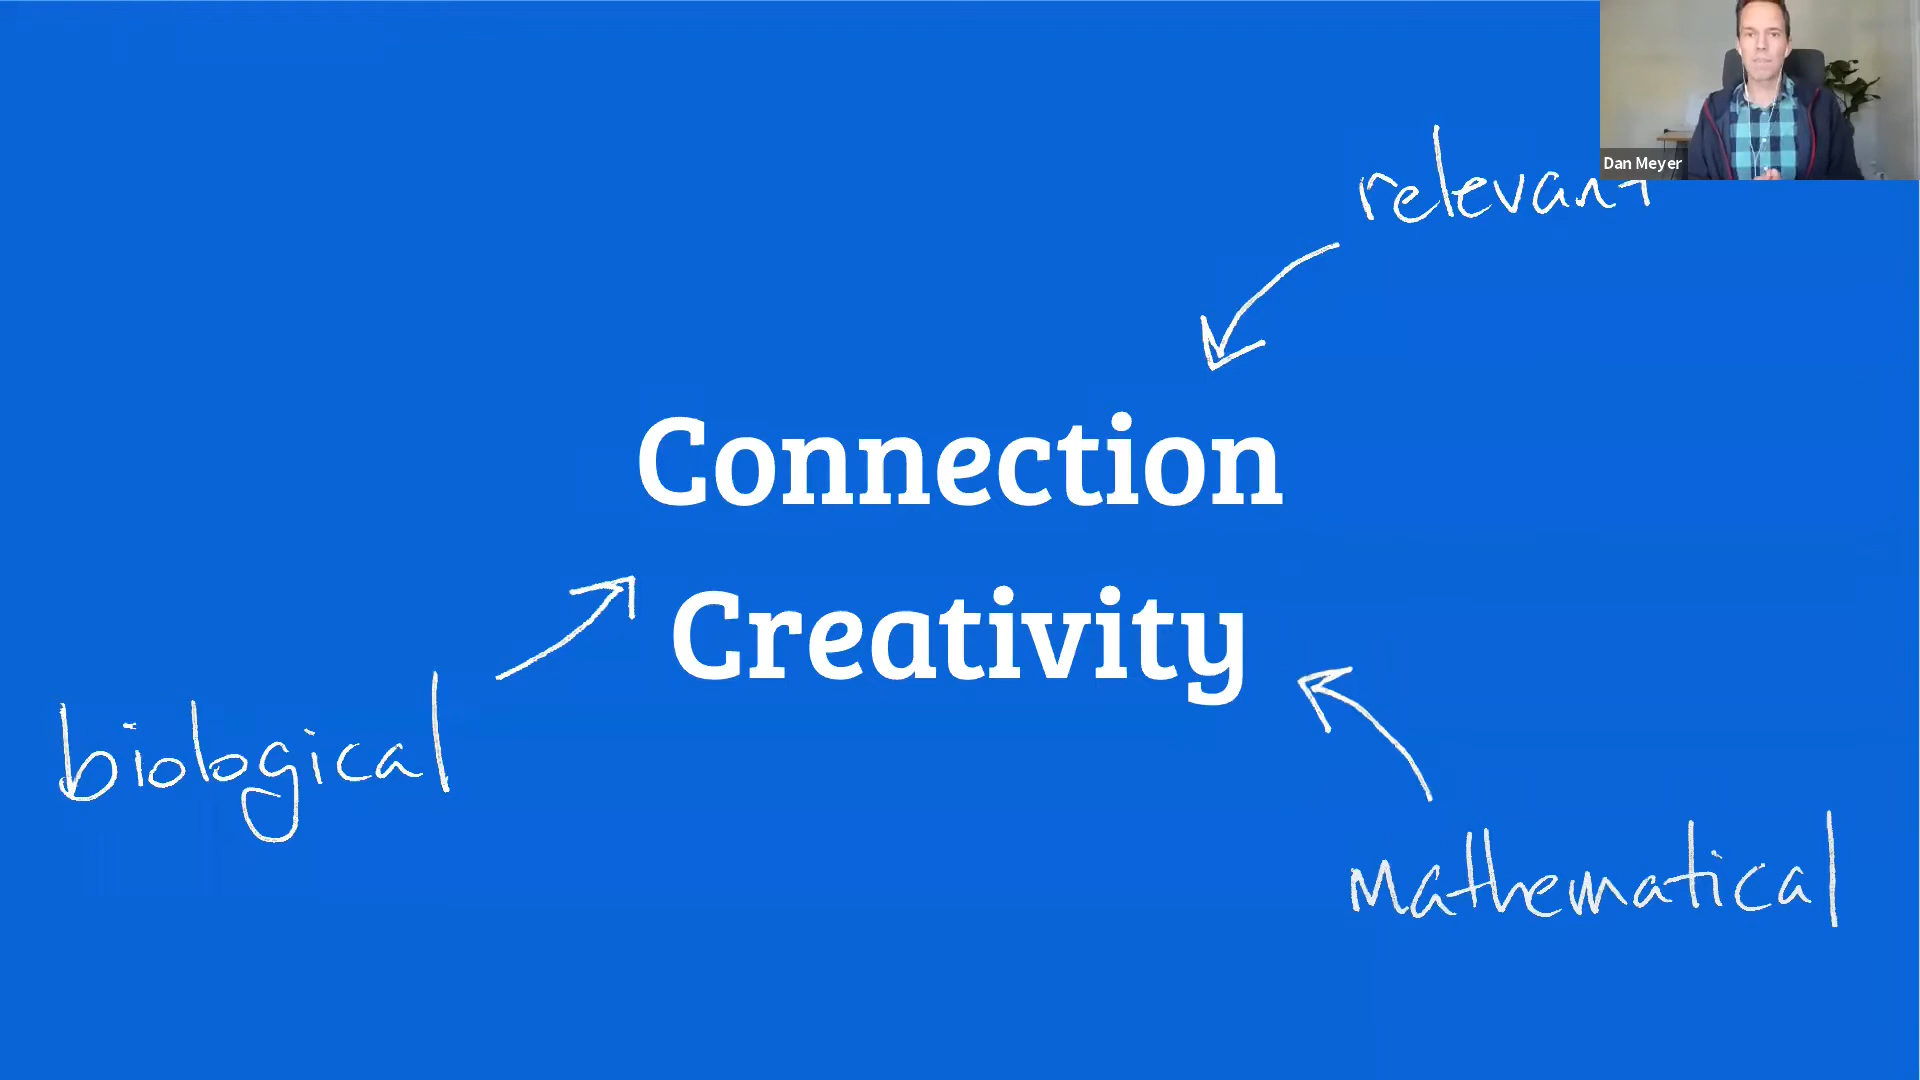 Dan Meyer
relevant
Connection
Creativity
biological
mathematical